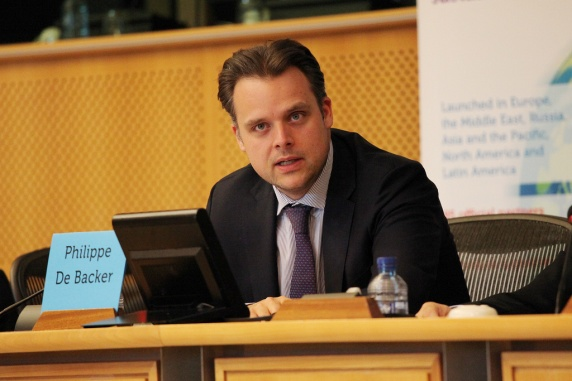 Philippe
De Backer
Launched in Europe,
the Middle East, Russia,
Asia and the Pacific,
North America and
Latin America